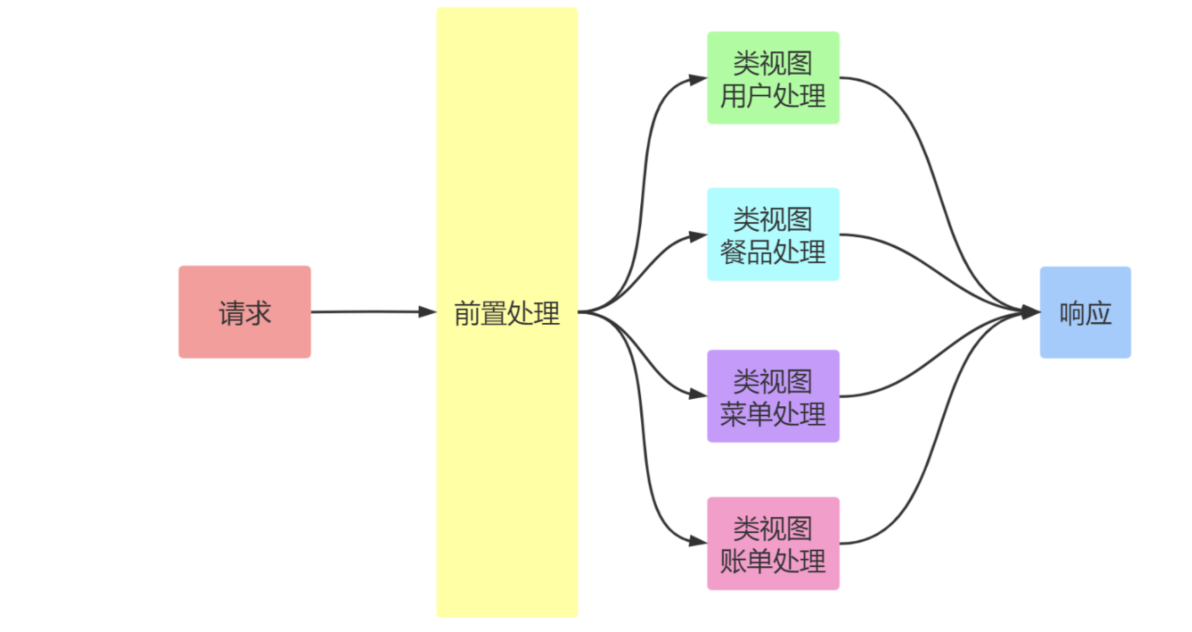 请求
前置处理
类视图
用户处理
类视图
餐品处理
类视图
菜单处理
类视图
账单处理
响应